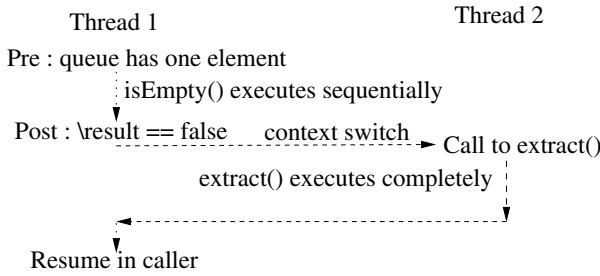 Thread 1
Thread 2
Pre : queue has one element
isEmpty() executes sequentially
Post : \result == false
context switch
Call to extract()
extract() executes completely
Resume in caller